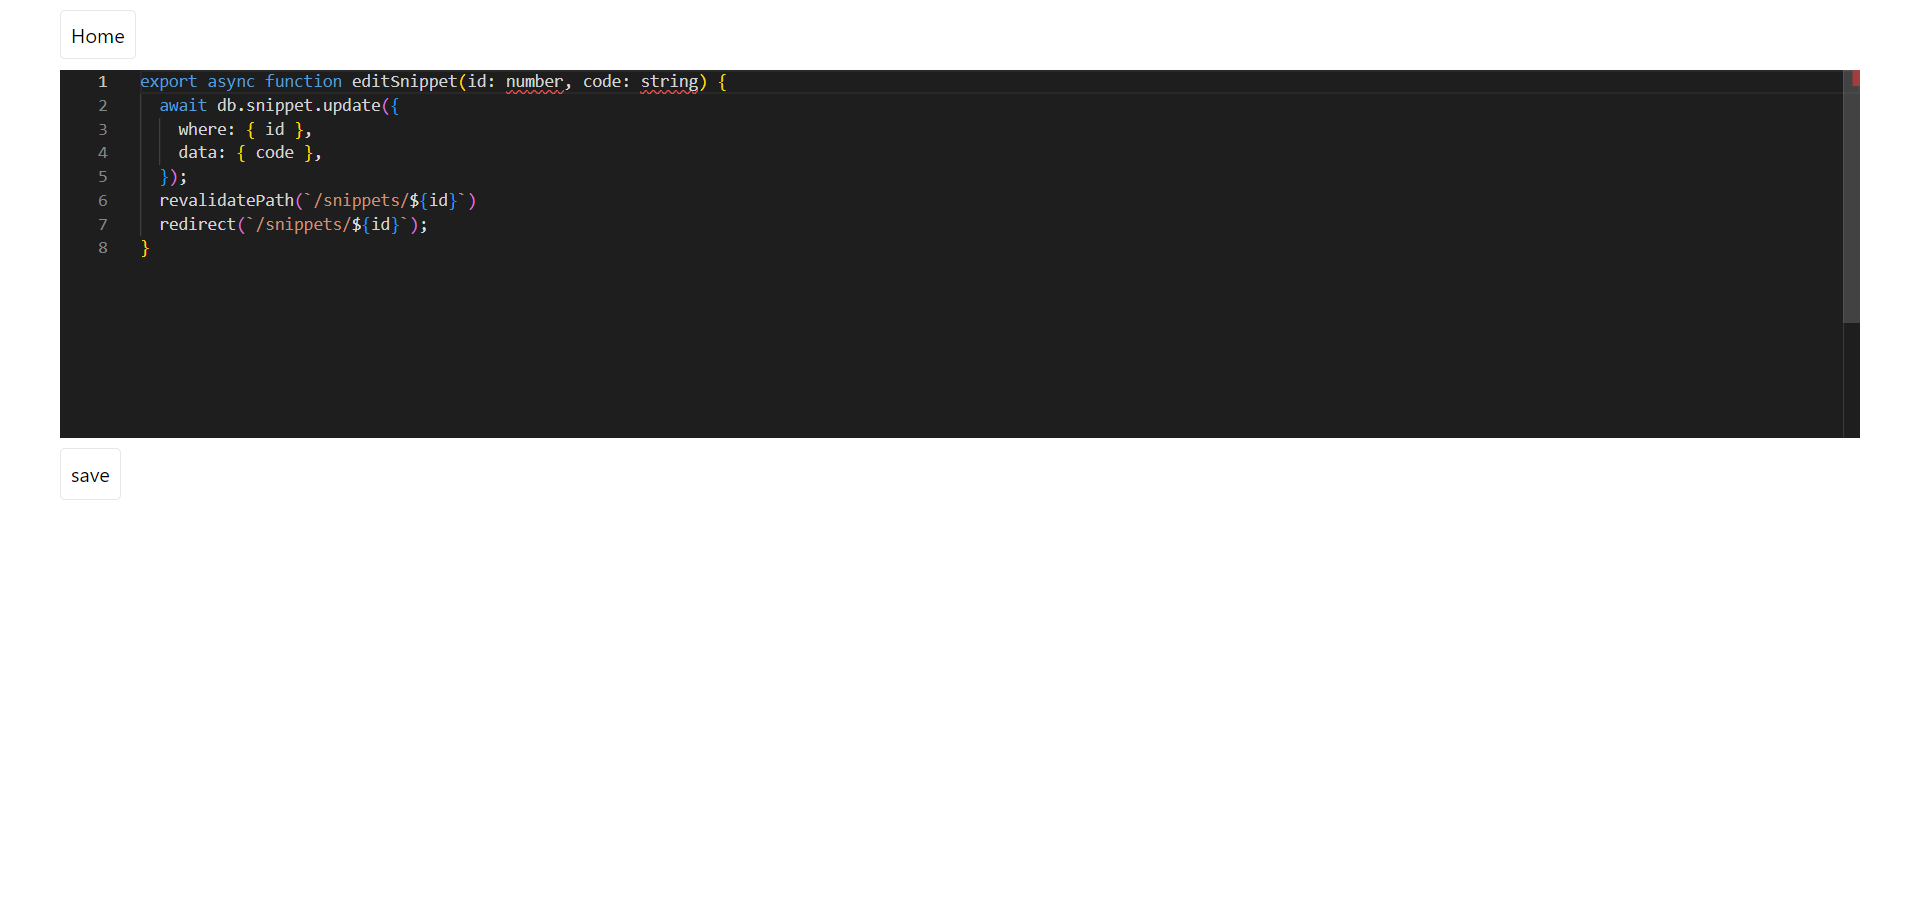 Home
1 export async function editSnippet(id: number, code: string) {
2 await db.snippet.update({
3 where: { id },
4 data: { code },
5 });
6 revalidatePath(`/snippets/${id}`)
7 redirect(`/snippets/${id}`);
8 }
save